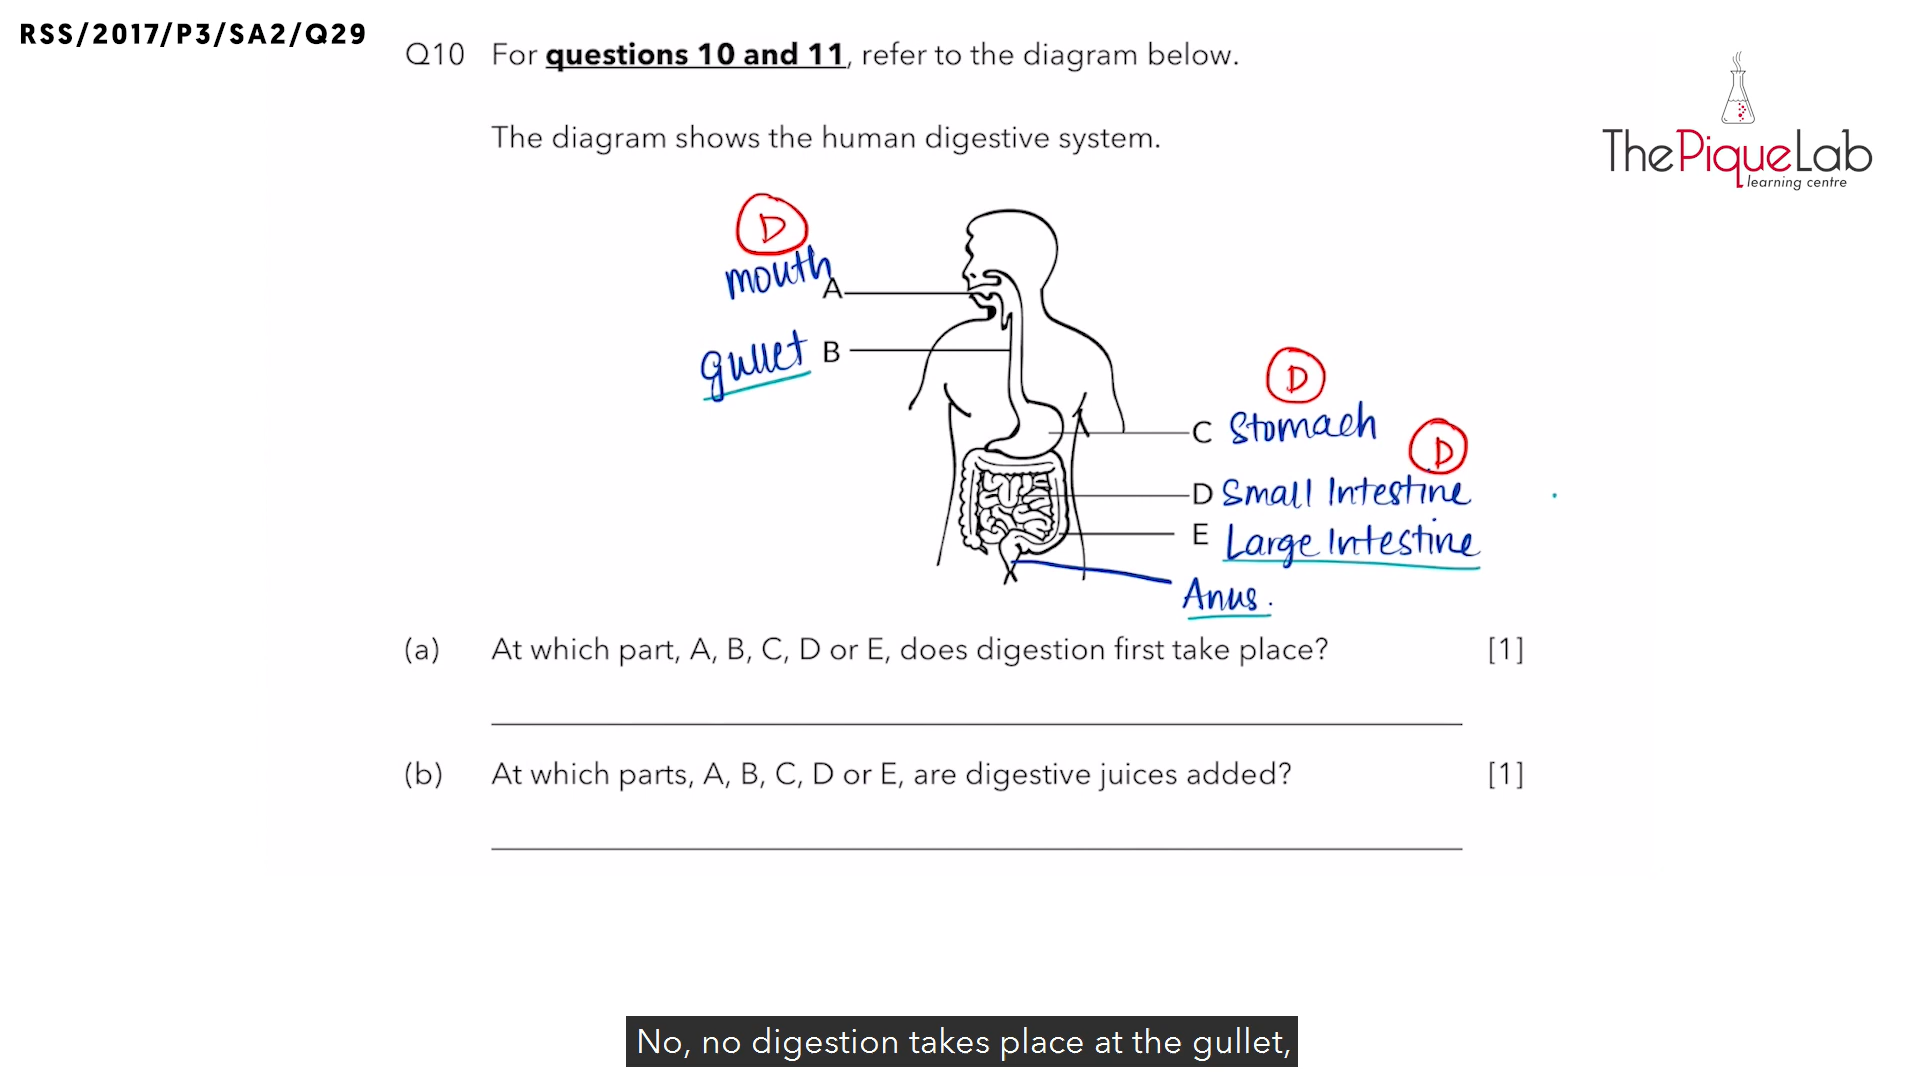 RSS/2017/P3/SA2/Q29
Q10 For questions 10 and 11, refer to the diagram below.
ThePiqueLab
learning centre
The diagram shows the human digestive system.
D
mouth
A
gullet B
D
C Stomach
D
D Small Intestine
E Large Intestine
Anus.
(a) At which part, A, B, C, D or E, does digestion first take place? [1]
(b) At which parts, A, B, C, D or E, are digestive juices added? [1]
No, no digestion takes place at the gullet,